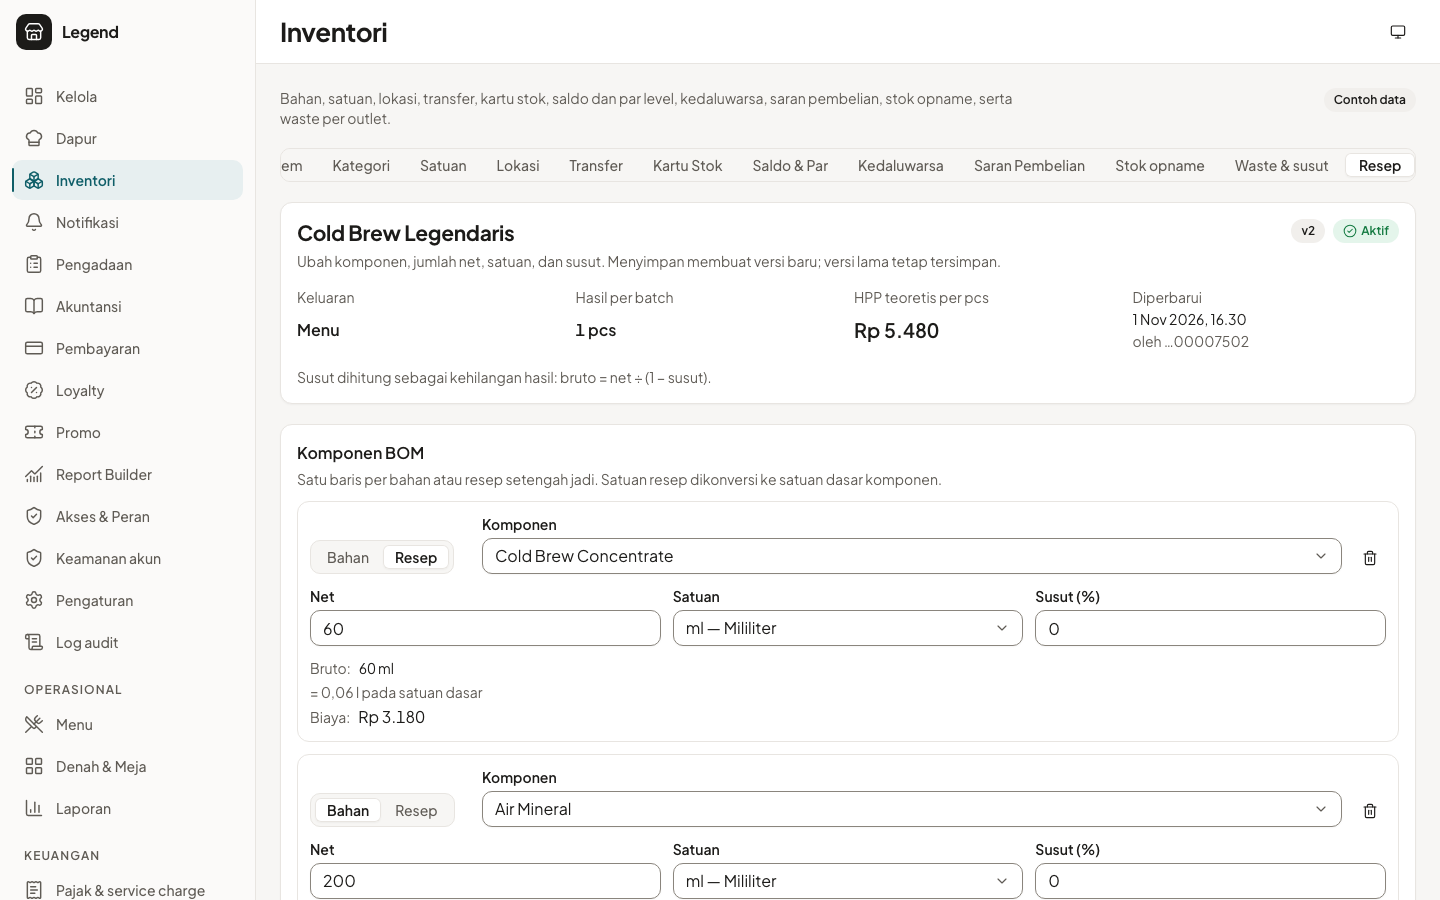 Legend
Inventori
Kelola
Dapur
Inventori
Notifikasi
Pengadaan
Akuntansi
Pembayaran
Loyalty
Promo
Report Builder
Akses & Peran
Keamanan akun
Pengaturan
Log audit
OPERASIONAL
Menu
Denah & Meja
Laporan
KEUANGAN
Pajak & service charge
Bahan, satuan, lokasi, transfer, kartu stok, saldo dan par level, kedaluwarsa, saran pembelian, stok opname, serta
waste per outlet.
Contoh data
em Kategori Satuan Lokasi Transfer Kartu Stok Saldo & Par Kedaluwarsa Saran Pembelian Stok opname Waste & susut Resep
Cold Brew Legendaris
v2 Aktif
Ubah komponen, jumlah net, satuan, dan susut. Menyimpan membuat versi baru; versi lama tetap tersimpan.
Keluaran
Menu
Hasil per batch
1 pcs
HPP teoretis per pcs
Rp 5.480
Diperbarui
1 Nov 2026, 16.30
oleh …00007502
Susut dihitung sebagai kehilangan hasil: bruto = net ÷ (1 − susut).
Komponen BOM
Satu baris per bahan atau resep setengah jadi. Satuan resep dikonversi ke satuan dasar komponen.
Bahan Resep
Komponen
Cold Brew Concentrate
Net
60
Satuan
ml — Mililiter
Susut (%)
0
Bruto: 60 ml
= 0,06 l pada satuan dasar
Biaya: Rp 3.180
Bahan Resep
Komponen
Air Mineral
Net
200
Satuan
ml — Mililiter
Susut (%)
0